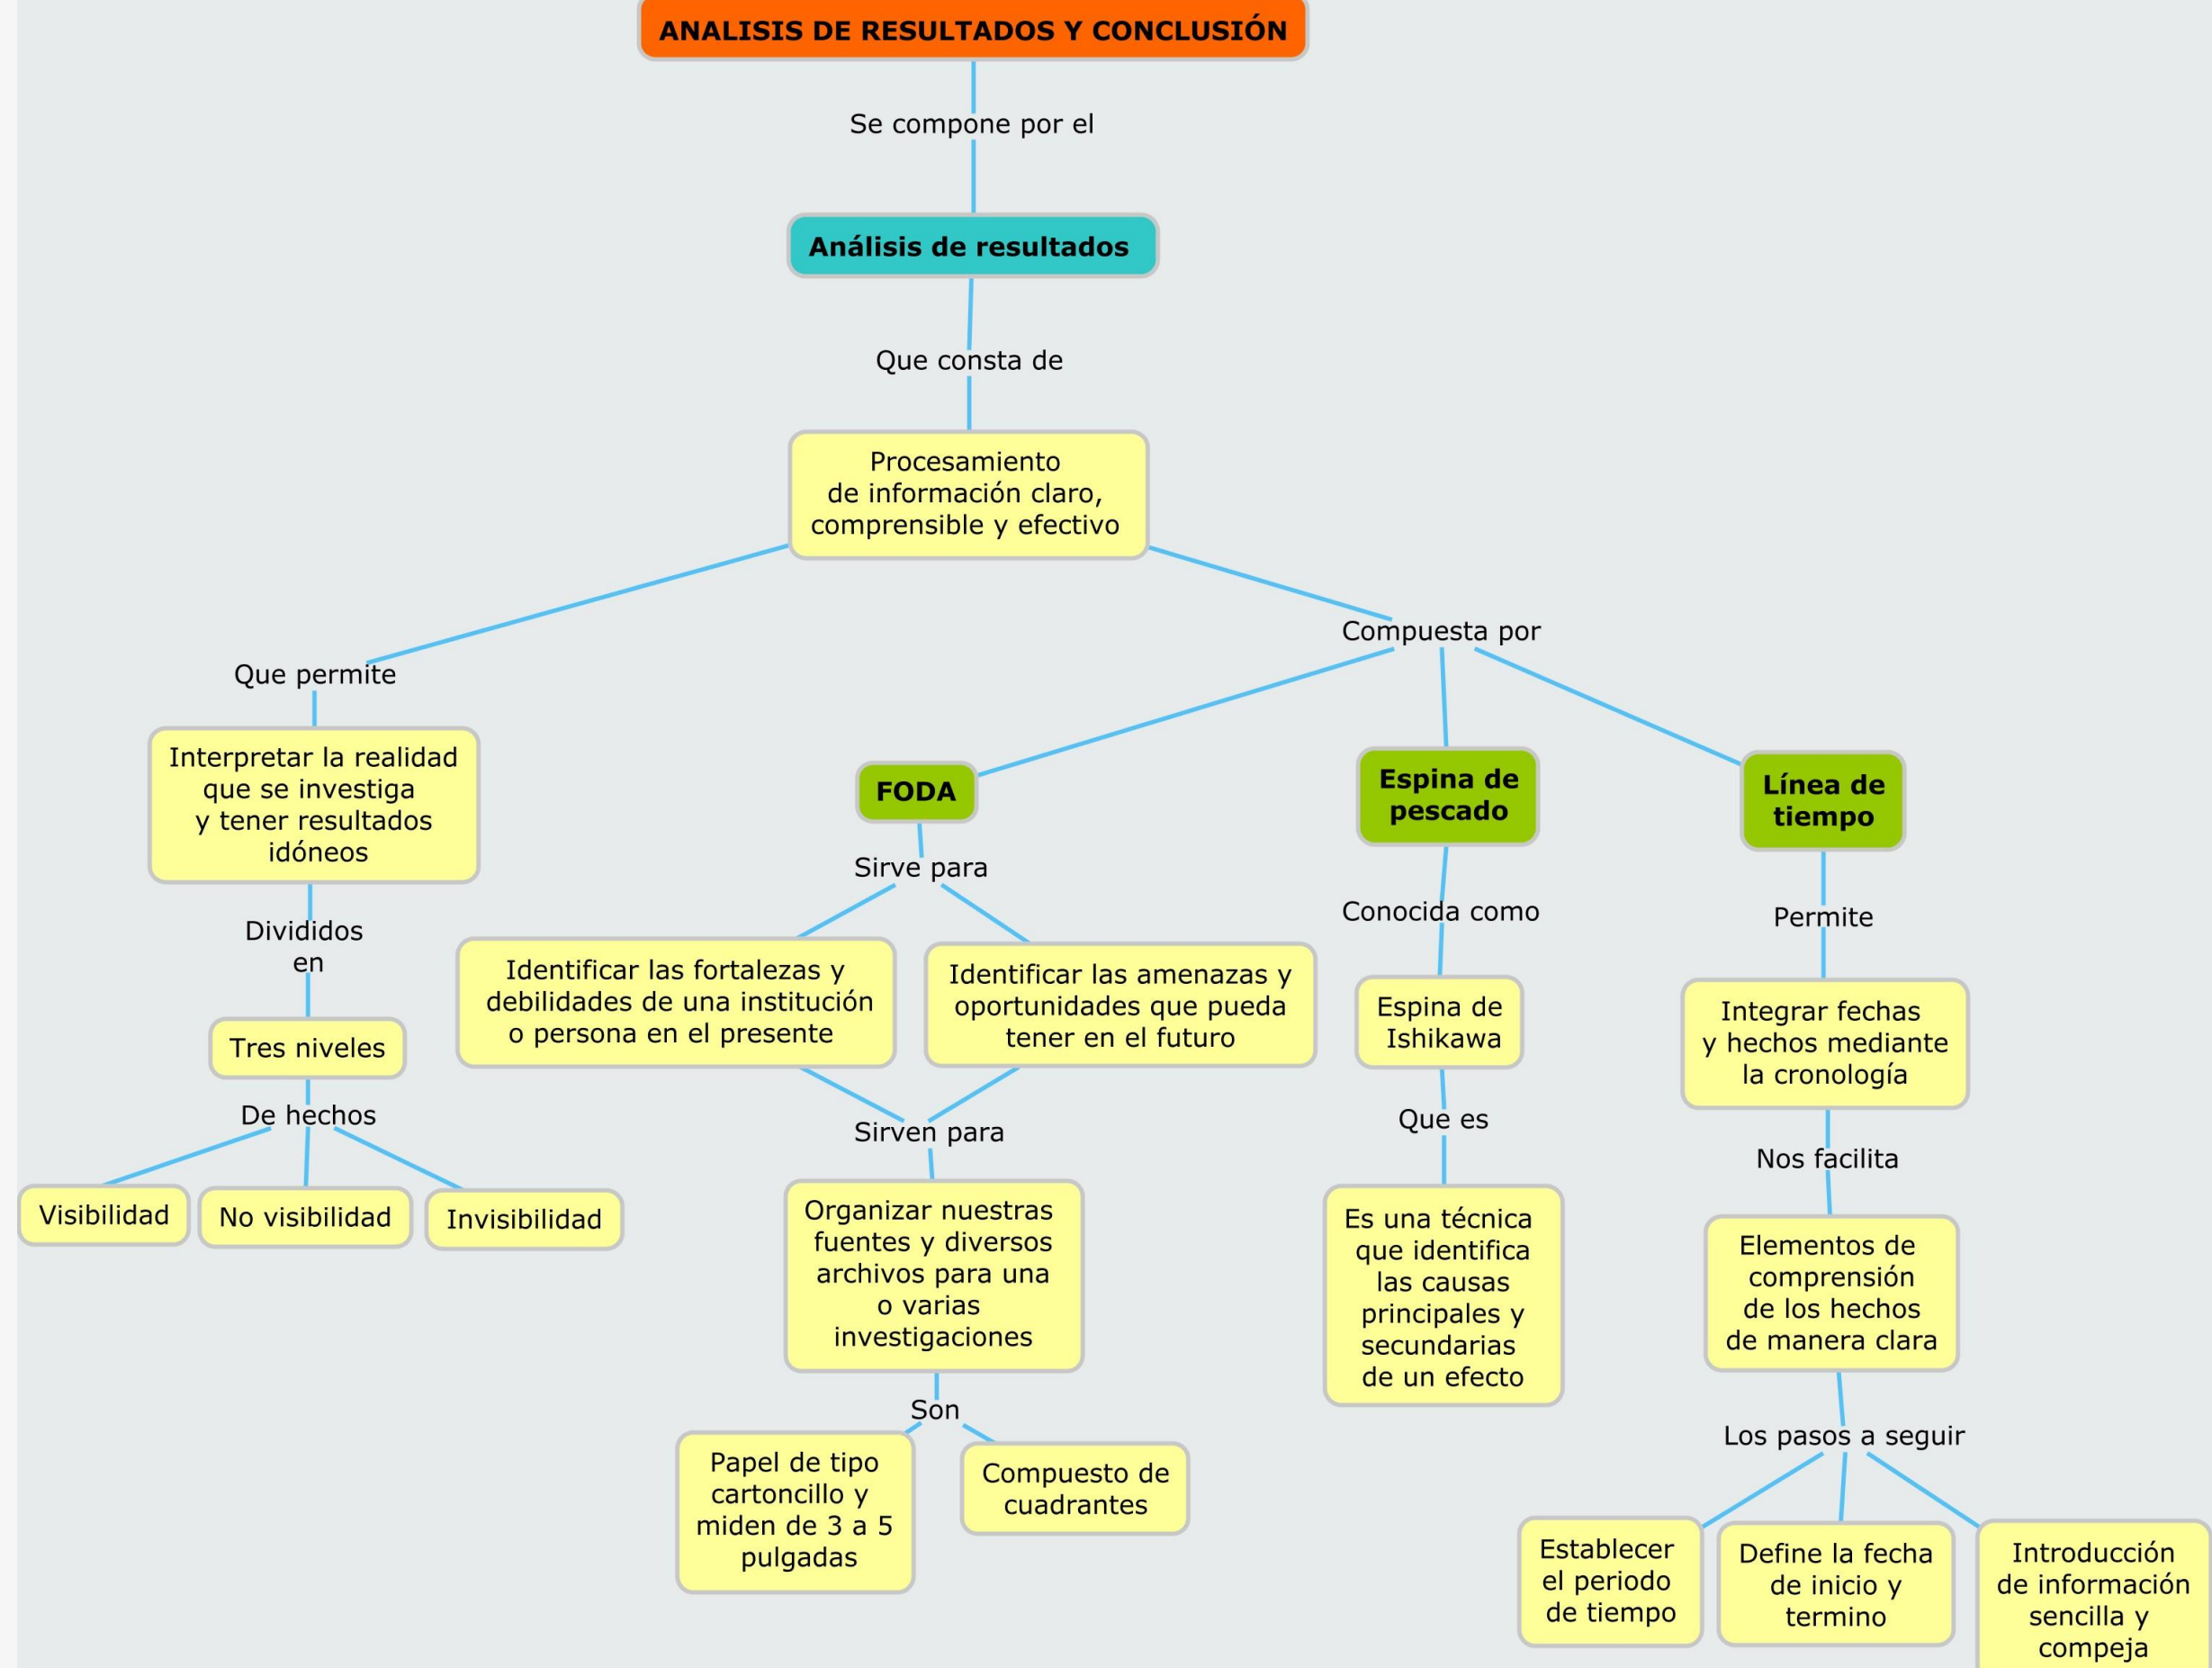 ANALISIS DE RESULTADOS Y CONCLUSIÓN
Se compone por el
Análisis de resultados
Que consta de
Procesamiento
de información claro,
comprensible y efectivo
Que permite
Interpretar la realidad
que se investiga
y tener resultados
idóneos
Divididos
en
Tres niveles
De hechos
Visibilidad
No visibilidad
Invisibilidad
Compuesta por
FODA
Sirve para
Identificar las fortalezas y
debilidades de una institución
o persona en el presente
Identificar las amenazas y
oportunidades que pueda
tener en el futuro
Sirven para
Organizar nuestras
fuentes y diversos
archivos para una
o varias
investigaciones
Son
Papel de tipo
cartoncillo y
miden de 3 a 5
pulgadas
Compuesto de
cuadrantes
Espina de
pescado
Conocida como
Espina de
Ishikawa
Que es
Es una técnica
que identifica
las causas
principales y
secundarias
de un efecto
Línea de
tiempo
Permite
Integrar fechas
y hechos mediante
la cronología
Nos facilita
Elementos de
comprensión
de los hechos
de manera clara
Los pasos a seguir
Establecer
el periodo
de tiempo
Define la fecha
de inicio y
termino
Introducción
de información
sencilla y
compeja